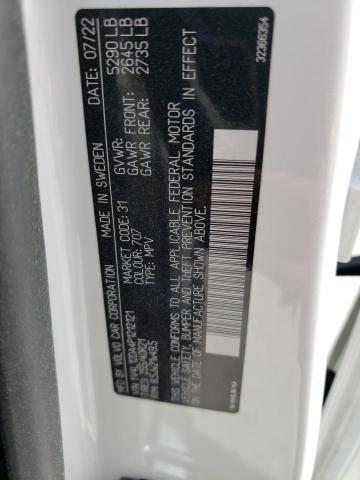 MFD BY VOLVO CAR CORPORATION MADE IN SWEDEN 07/22
MARKET CODE: 31
COLOUR: 707
TYPE: MPV
GVWR: 5290 LB
GAWR FRONT: 2645 LB
GAWR REAR: 2735 LB
THIS VEHICLE CONFORMS TO ALL APPLICABLE FEDERAL MOTOR
VEHICLE SAFETY, BUMPER AND THEFT PREVENTION STANDARDS IN EFFECT
ON THE DATE OF MANUFACTURE SHOWN ABOVE.
VOLVO
32366354